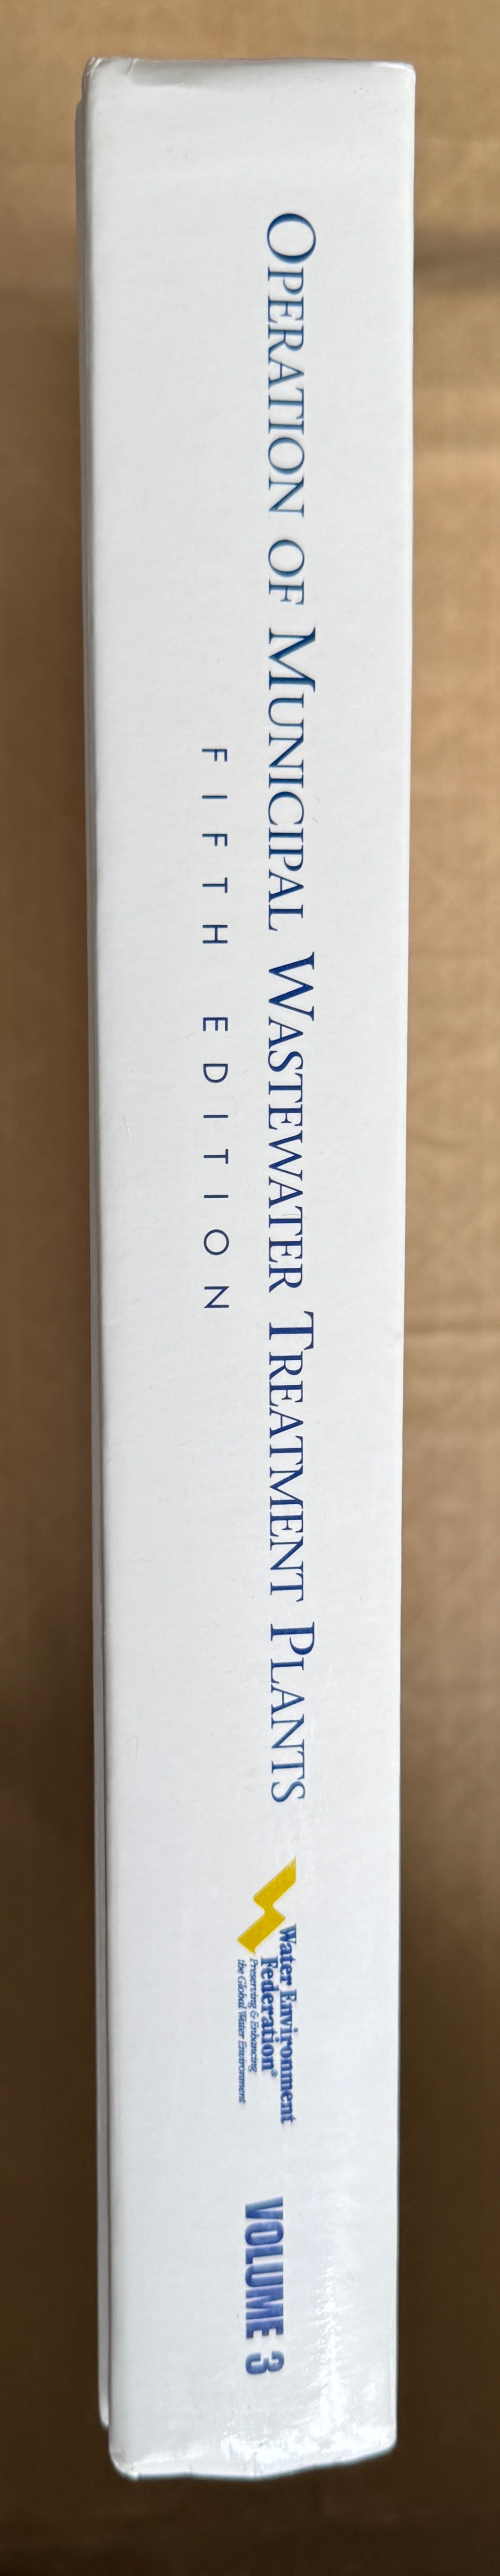 OPERATION OF MUNICIPAL WASTEWATER TREATMENT PLANTS
FIFTH EDITION
Water Environment
Federation®
Preserving & Enhancing
the Global Water Environment
VOLUME 3